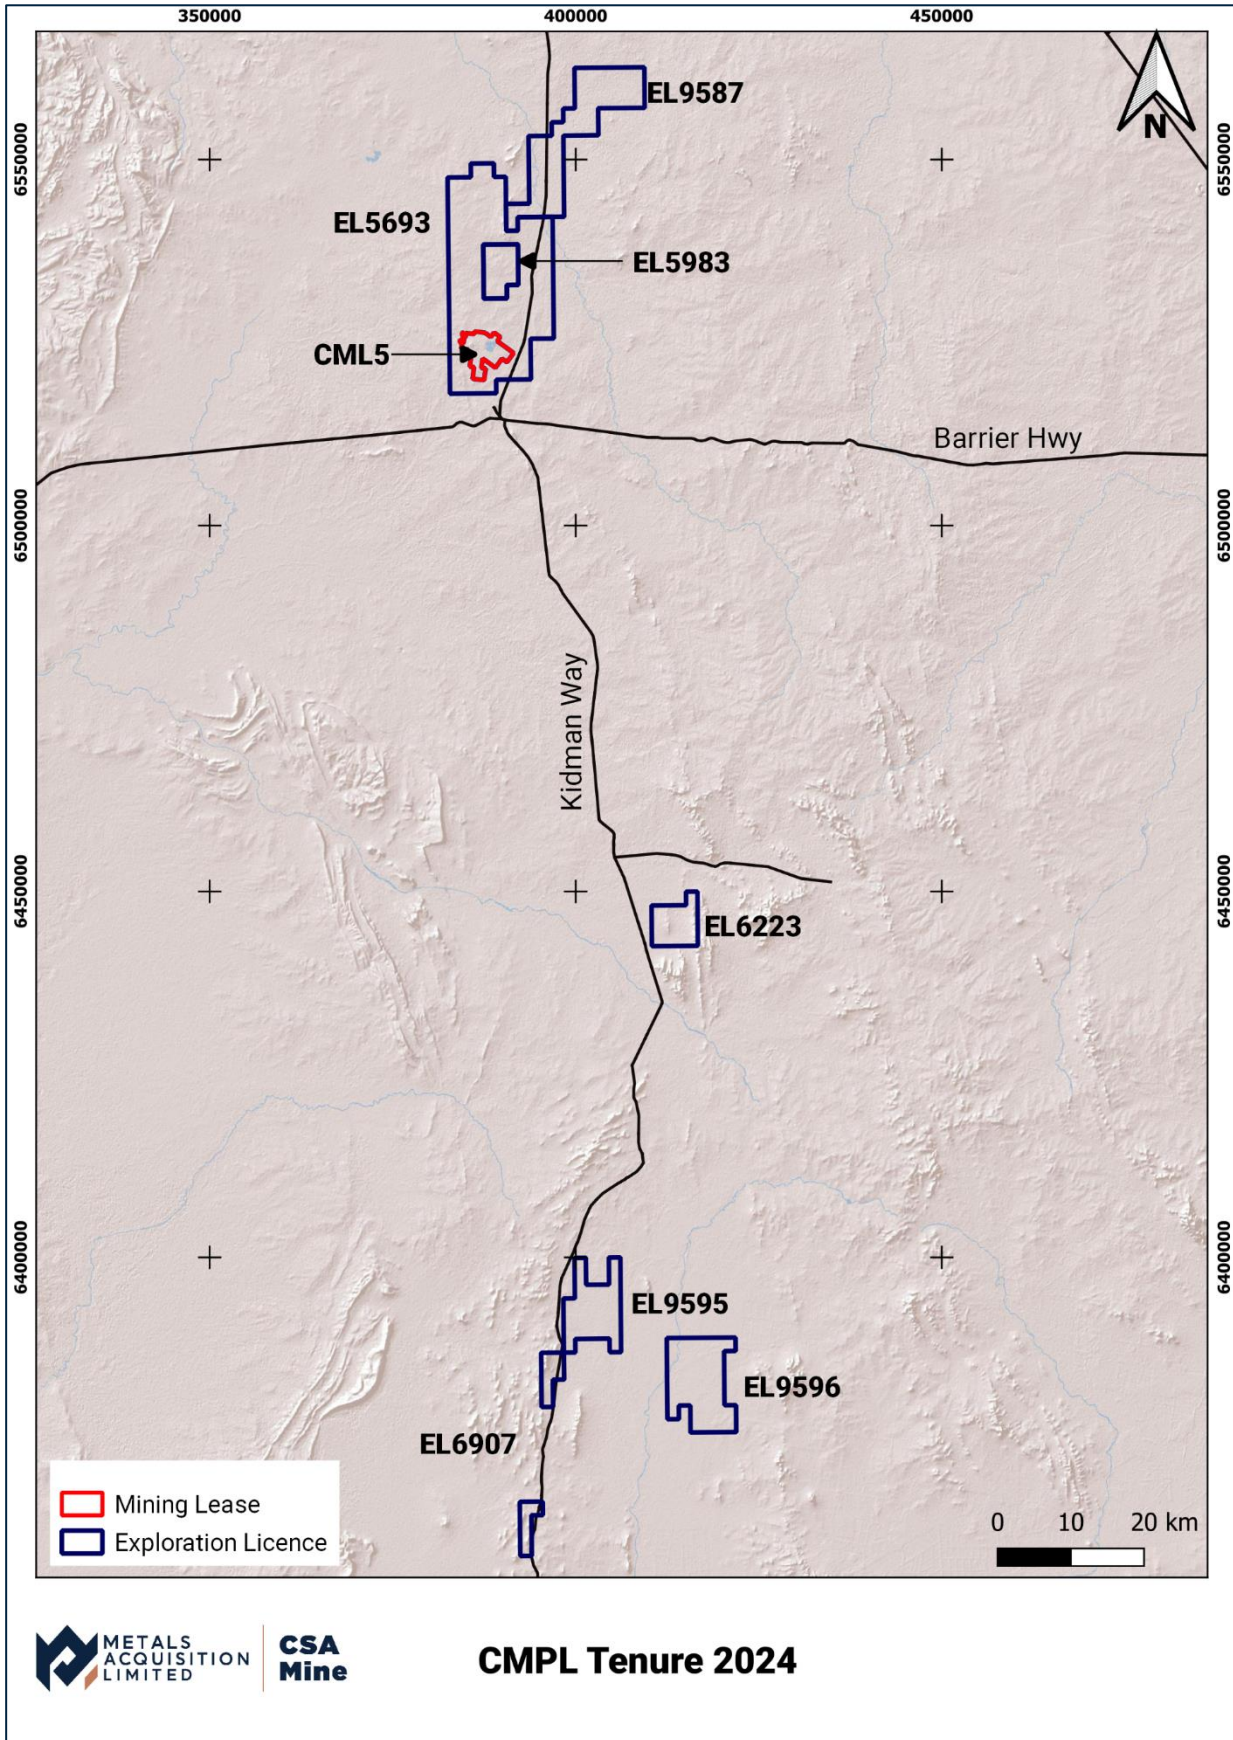 350000
400000
450000
EL9587
6550000
6550000
EL5693
EL5983
CML5
Barrier Hwy
6500000
6500000
Kidman Way
6450000
6450000
EL6223
6400000
6400000
EL9595
EL9596
EL6907
N
Mining Lease
Exploration Licence
0 10 20 km
METALS
ACQUISITION
LIMITED
CSA
Mine
CMPL Tenure 2024